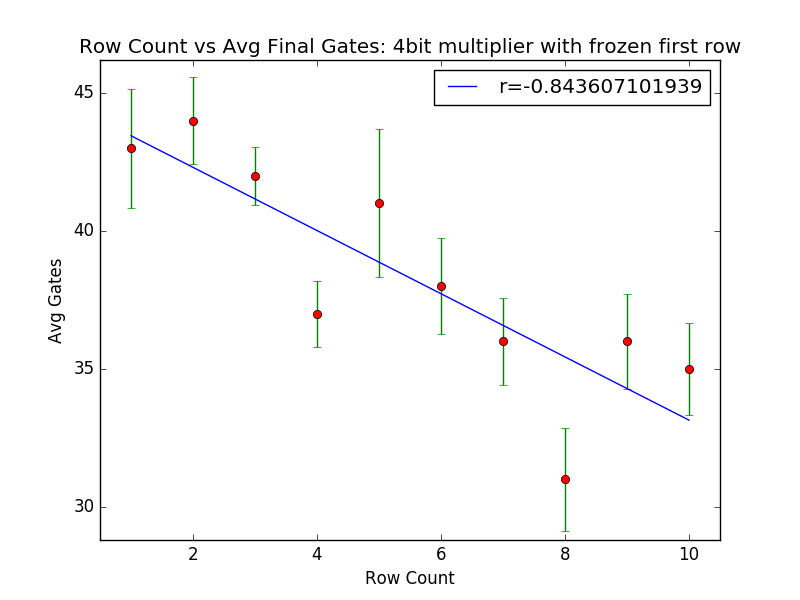 Row Count vs Avg Final Gates: 4bit multiplier with frozen first row
r=-0.843607101939
45
40
35
30
Avg Gates
2 4 6 8 10
Row Count